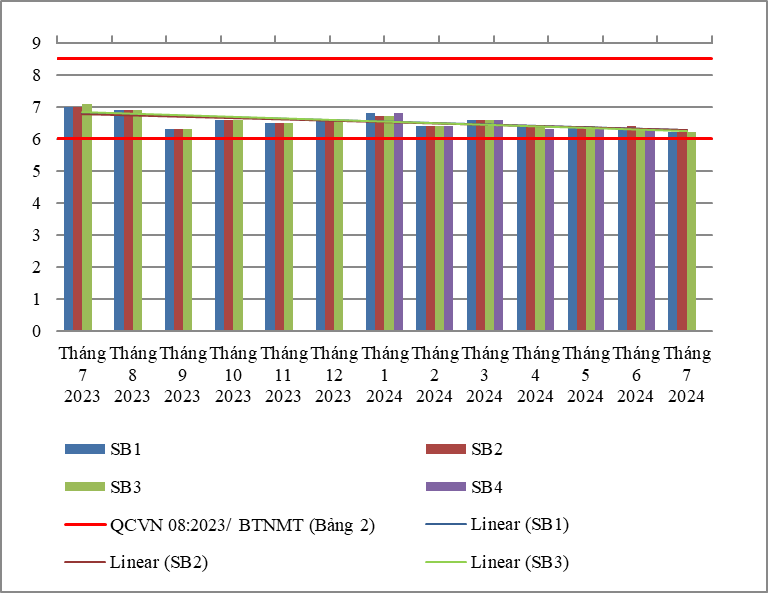 9
8
7
6
5
4
3
2
1
0
Tháng Tháng Tháng Tháng Tháng Tháng Tháng Tháng Tháng Tháng Tháng Tháng Tháng
7 8 9 10 11 12 1 2 3 4 5 6 7
2023 2023 2023 2023 2023 2023 2024 2024 2024 2024 2024 2024 2024
SB1 SB2
SB3 SB4
QCVN 08:2023/ BTNMT (Bảng 2) Linear (SB1)
Linear (SB2) Linear (SB3)